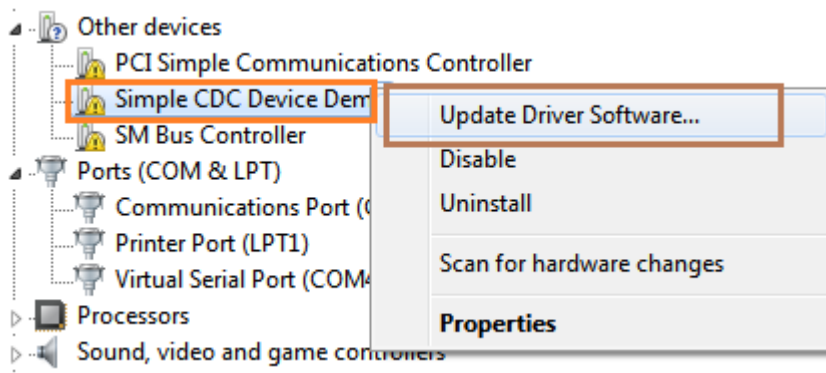 Other devices
PCI Simple Communications Controller
Simple CDC Device Dem
SM Bus Controller
Ports (COM & LPT)
Communications Port (
Printer Port (LPT1)
Virtual Serial Port (COM4
Processors
Sound, video and game controllers
Update Driver Software...
Disable
Uninstall
Scan for hardware changes
Properties